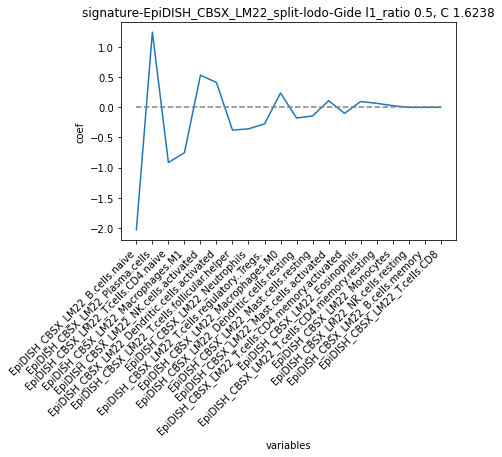 signature-EpiDISH_CBSX_LM22_split-lodo-Gide l1_ratio 0.5, C 1.6238
1.0
0.5
0.0
−0.5
−1.0
−1.5
−2.0
coef
EpiDISH_CBSX_LM22_B.cells.naive
EpiDISH_CBSX_LM22_Plasma.cells
EpiDISH_CBSX_LM22_T.cells.CD4.naive
EpiDISH_CBSX_LM22_Macrophages.M1
EpiDISH_CBSX_LM22_NK.cells.activated
EpiDISH_CBSX_LM22_Dendritic.cells.activated
EpiDISH_CBSX_LM22_T.cells.follicular.helper
EpiDISH_CBSX_LM22_Neutrophils
EpiDISH_CBSX_LM22_T.cells.regulatory..Tregs.
EpiDISH_CBSX_LM22_Macrophages.M0
EpiDISH_CBSX_LM22_Dendritic.cells.resting
EpiDISH_CBSX_LM22_Mast.cells.resting
EpiDISH_CBSX_LM22_Mast.cells.activated
EpiDISH_CBSX_LM22_T.cells.CD4.memory.activated
EpiDISH_CBSX_LM22_Eosinophils
EpiDISH_CBSX_LM22_T.cells.CD4.memory.resting
EpiDISH_CBSX_LM22_Monocytes
EpiDISH_CBSX_LM22_NK.cells.resting
EpiDISH_CBSX_LM22_B.cells.memory
EpiDISH_CBSX_LM22_T.cells.CD8
variables